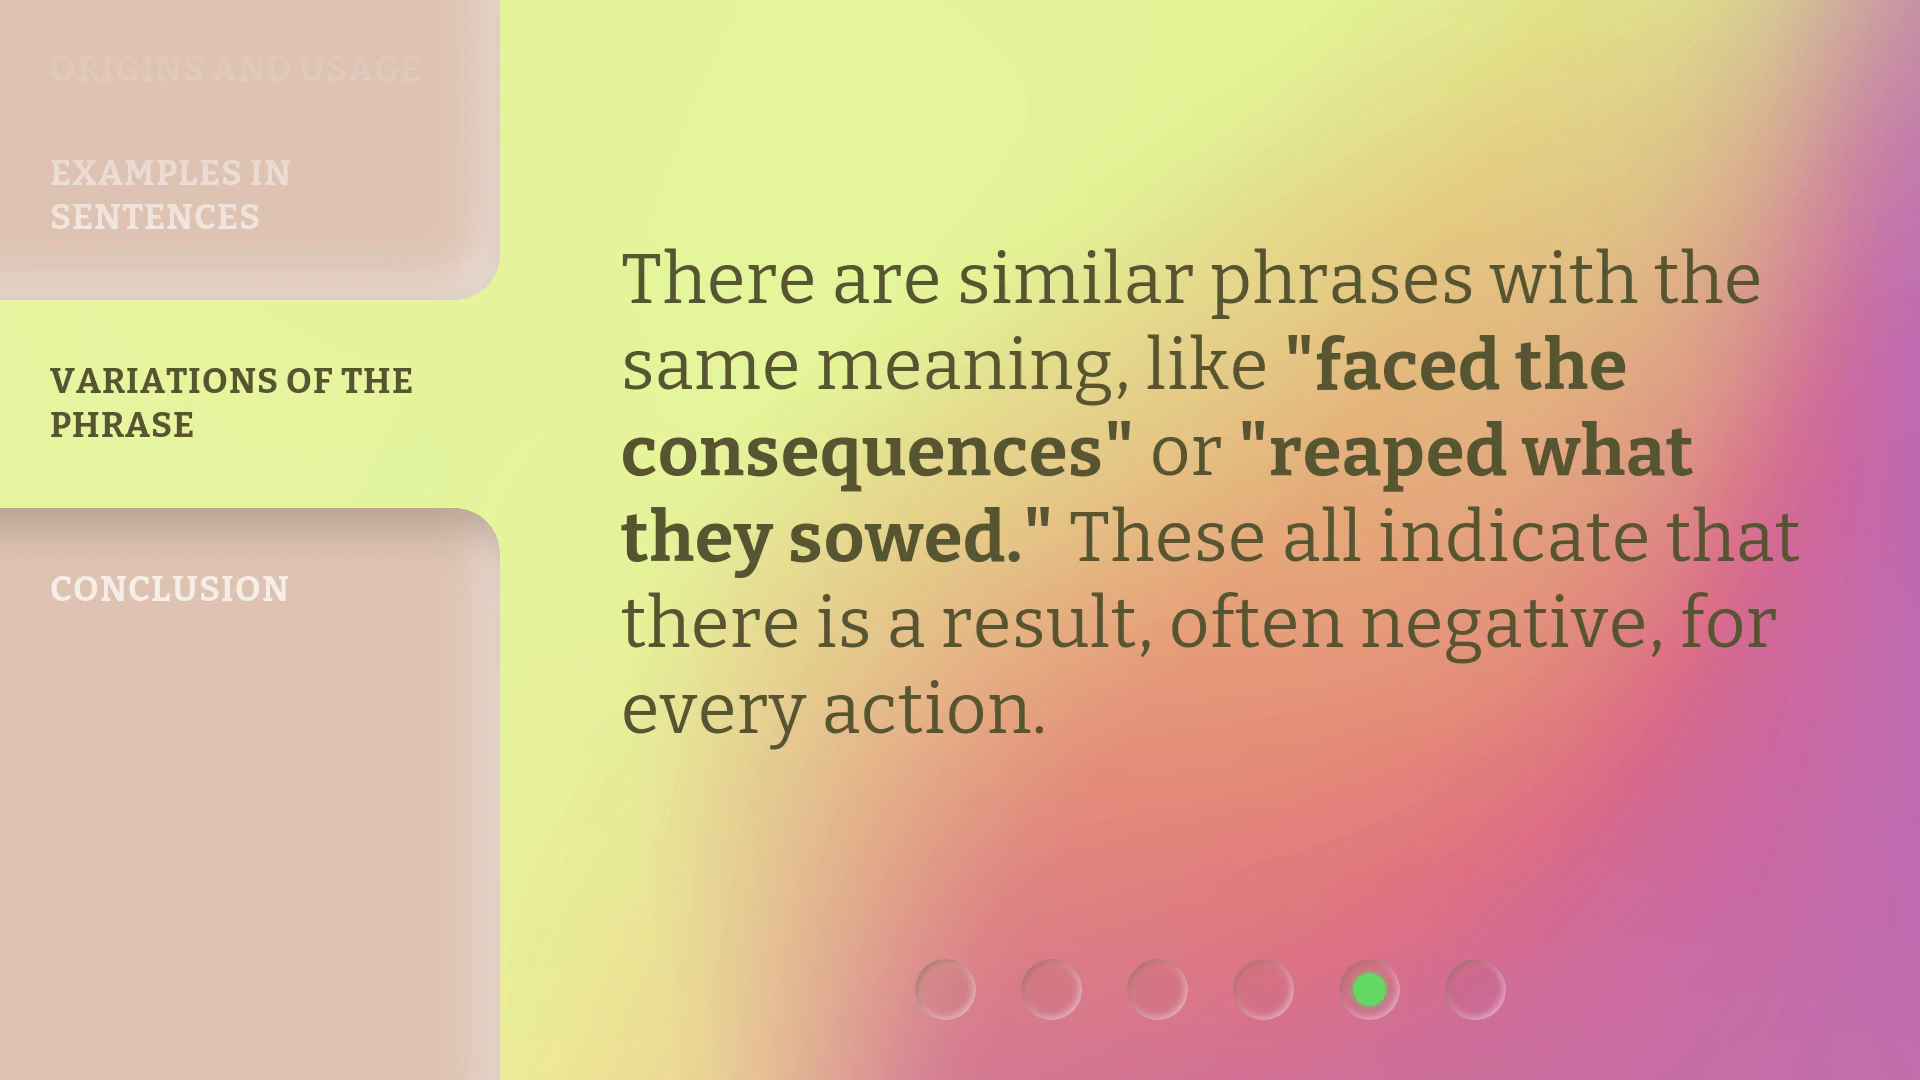 ORIGINS AND USAGE
EXAMPLES IN
SENTENCES
VARIATIONS OF THE
PHRASE
CONCLUSION
There are similar phrases with the
same meaning, like "faced the
consequences" or "reaped what
they sowed." These all indicate that
there is a result, often negative, for
every action.